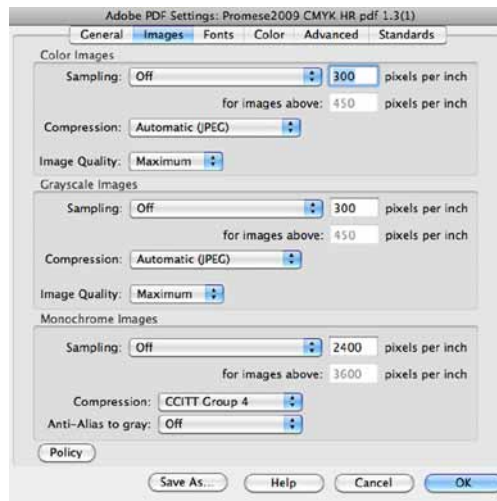 Adobe PDF Settings: Promese2009 CMYK HR pdf 1.3(1)
General Images Fonts Color Advanced Standards
Color Images
Sampling: Off 300 pixels per inch
for images above: 450 pixels per inch
Compression: Automatic (JPEG)
Image Quality: Maximum
Grayscale Images
Sampling: Off 300 pixels per inch
for images above: 450 pixels per inch
Compression: Automatic (JPEG)
Image Quality: Maximum
Monochrome Images
Sampling: Off 2400 pixels per inch
for images above: 3600 pixels per inch
Compression: CCITT Group 4
Anti-Alias to gray: Off
Policy
Save As... Help Cancel OK